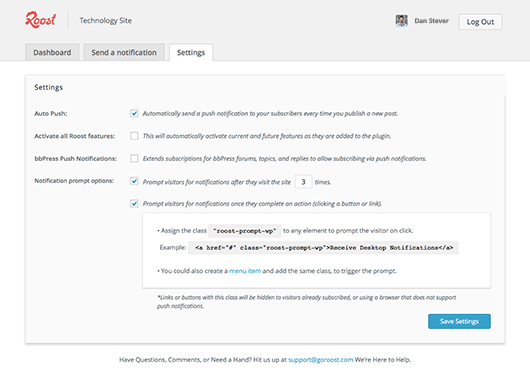 Roost Technology Site Dan Stever Log Out
Dashboard Send a notification Settings
Settings
Auto Push: Automatically send a push notification to your subscribers every time you publish a new post.
Activate all Roost features: This will automatically activate current and future features as they are added to the plugin.
bbPress Push Notifications: Extends subscriptions for bbPress forums, topics, and replies to allow subscribing via push notifications.
Notification prompt options: Prompt visitors for notifications after they visit the site 3 times.
Prompt visitors for notifications once they complete an action (clicking a button or link).
• Assign the class "roost-prompt-wp" to any element to prompt the visitor on click.
Example: <a href="#" class="roost-prompt-wp">Receive Desktop Notifications</a>
• You could also create a menu item and add the same class, to trigger the prompt.
*Links or buttons with this class will be hidden to visitors already subscribed, or using a browser that does not support
push notifications.
Save Settings
Have Questions, Comments, or Need a Hand? Hit us up at support@goroost.com We're Here to Help.